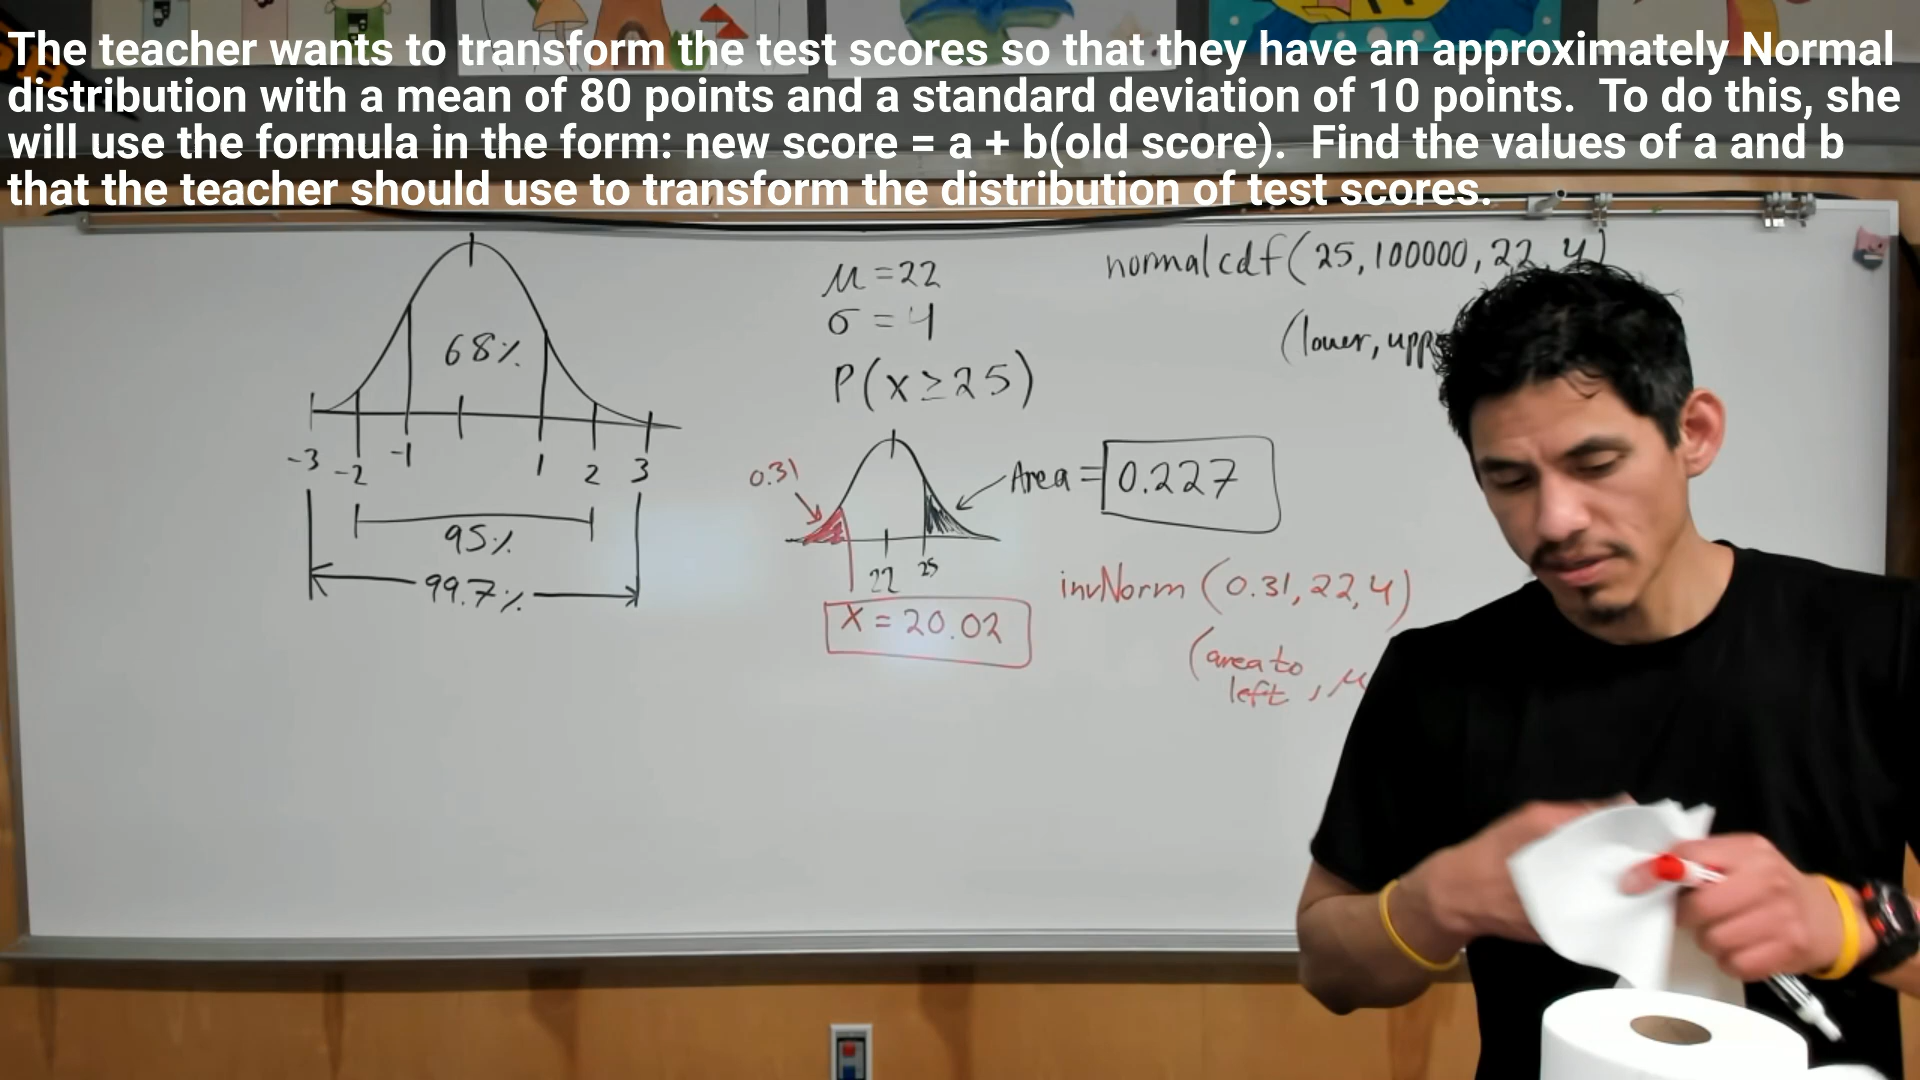 The teacher wants to transform the test scores so that they have an approximately Normal
distribution with a mean of 80 points and a standard deviation of 10 points.  To do this, she
will use the formula in the form: new score = a + b(old score).  Find the values of a and b
that the teacher should use to transform the distribution of test scores.
68%
-3 -2 -1 1 2 3
95%
99.7%
μ = 22
σ = 4
P(x ≥ 25)
0.31
22 25
Area = 0.227
x = 20.02
normalcdf(25,100000,22,4)
(lower,
invNorm (0.31,22,4)
(area to
left , μ